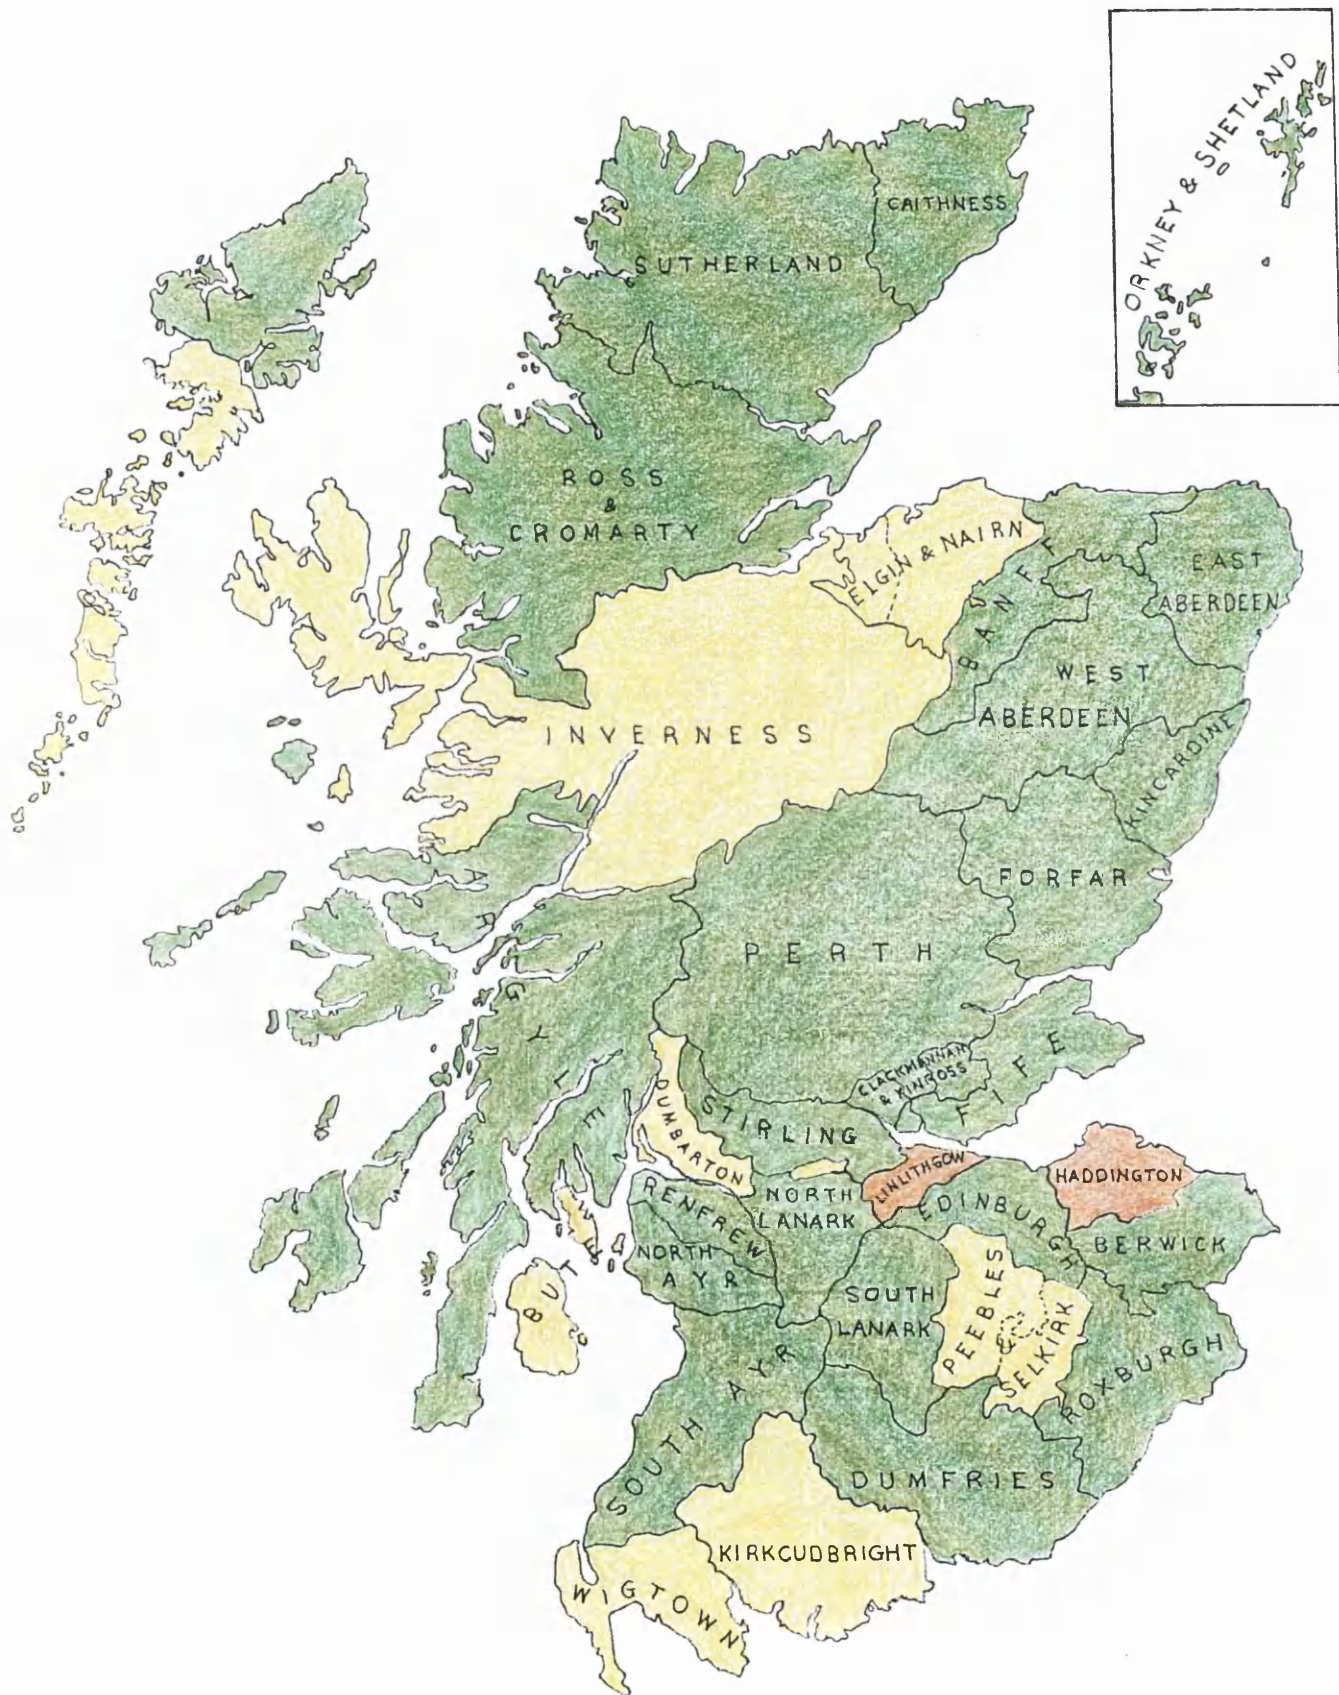 ORKNEY & SHETLAND
CAITHNESS
SUTHERLAND
ROSS
&
CROMARTY
ELGIN & NAIRN
BANFF
EAST
ABERDEEN
WEST
ABERDEEN
INVERNESS
KINCARDINE
FORFAR
ARGYLE
PERTH
CLACKMANNAN
& KINROSS
FIFE
DUMBARTON
STIRLING
LINLITHGOW
HADDINGTON
RENFREW
NORTH
LANARK
EDINBURGH
BERWICK
BUTE
NORTH
AYR
SOUTH
LANARK
PEEBLES
&
SELKIRK
ROXBURGH
SOUTH AYR
DUMFRIES
KIRKCUDBRIGHT
WIGTOWN